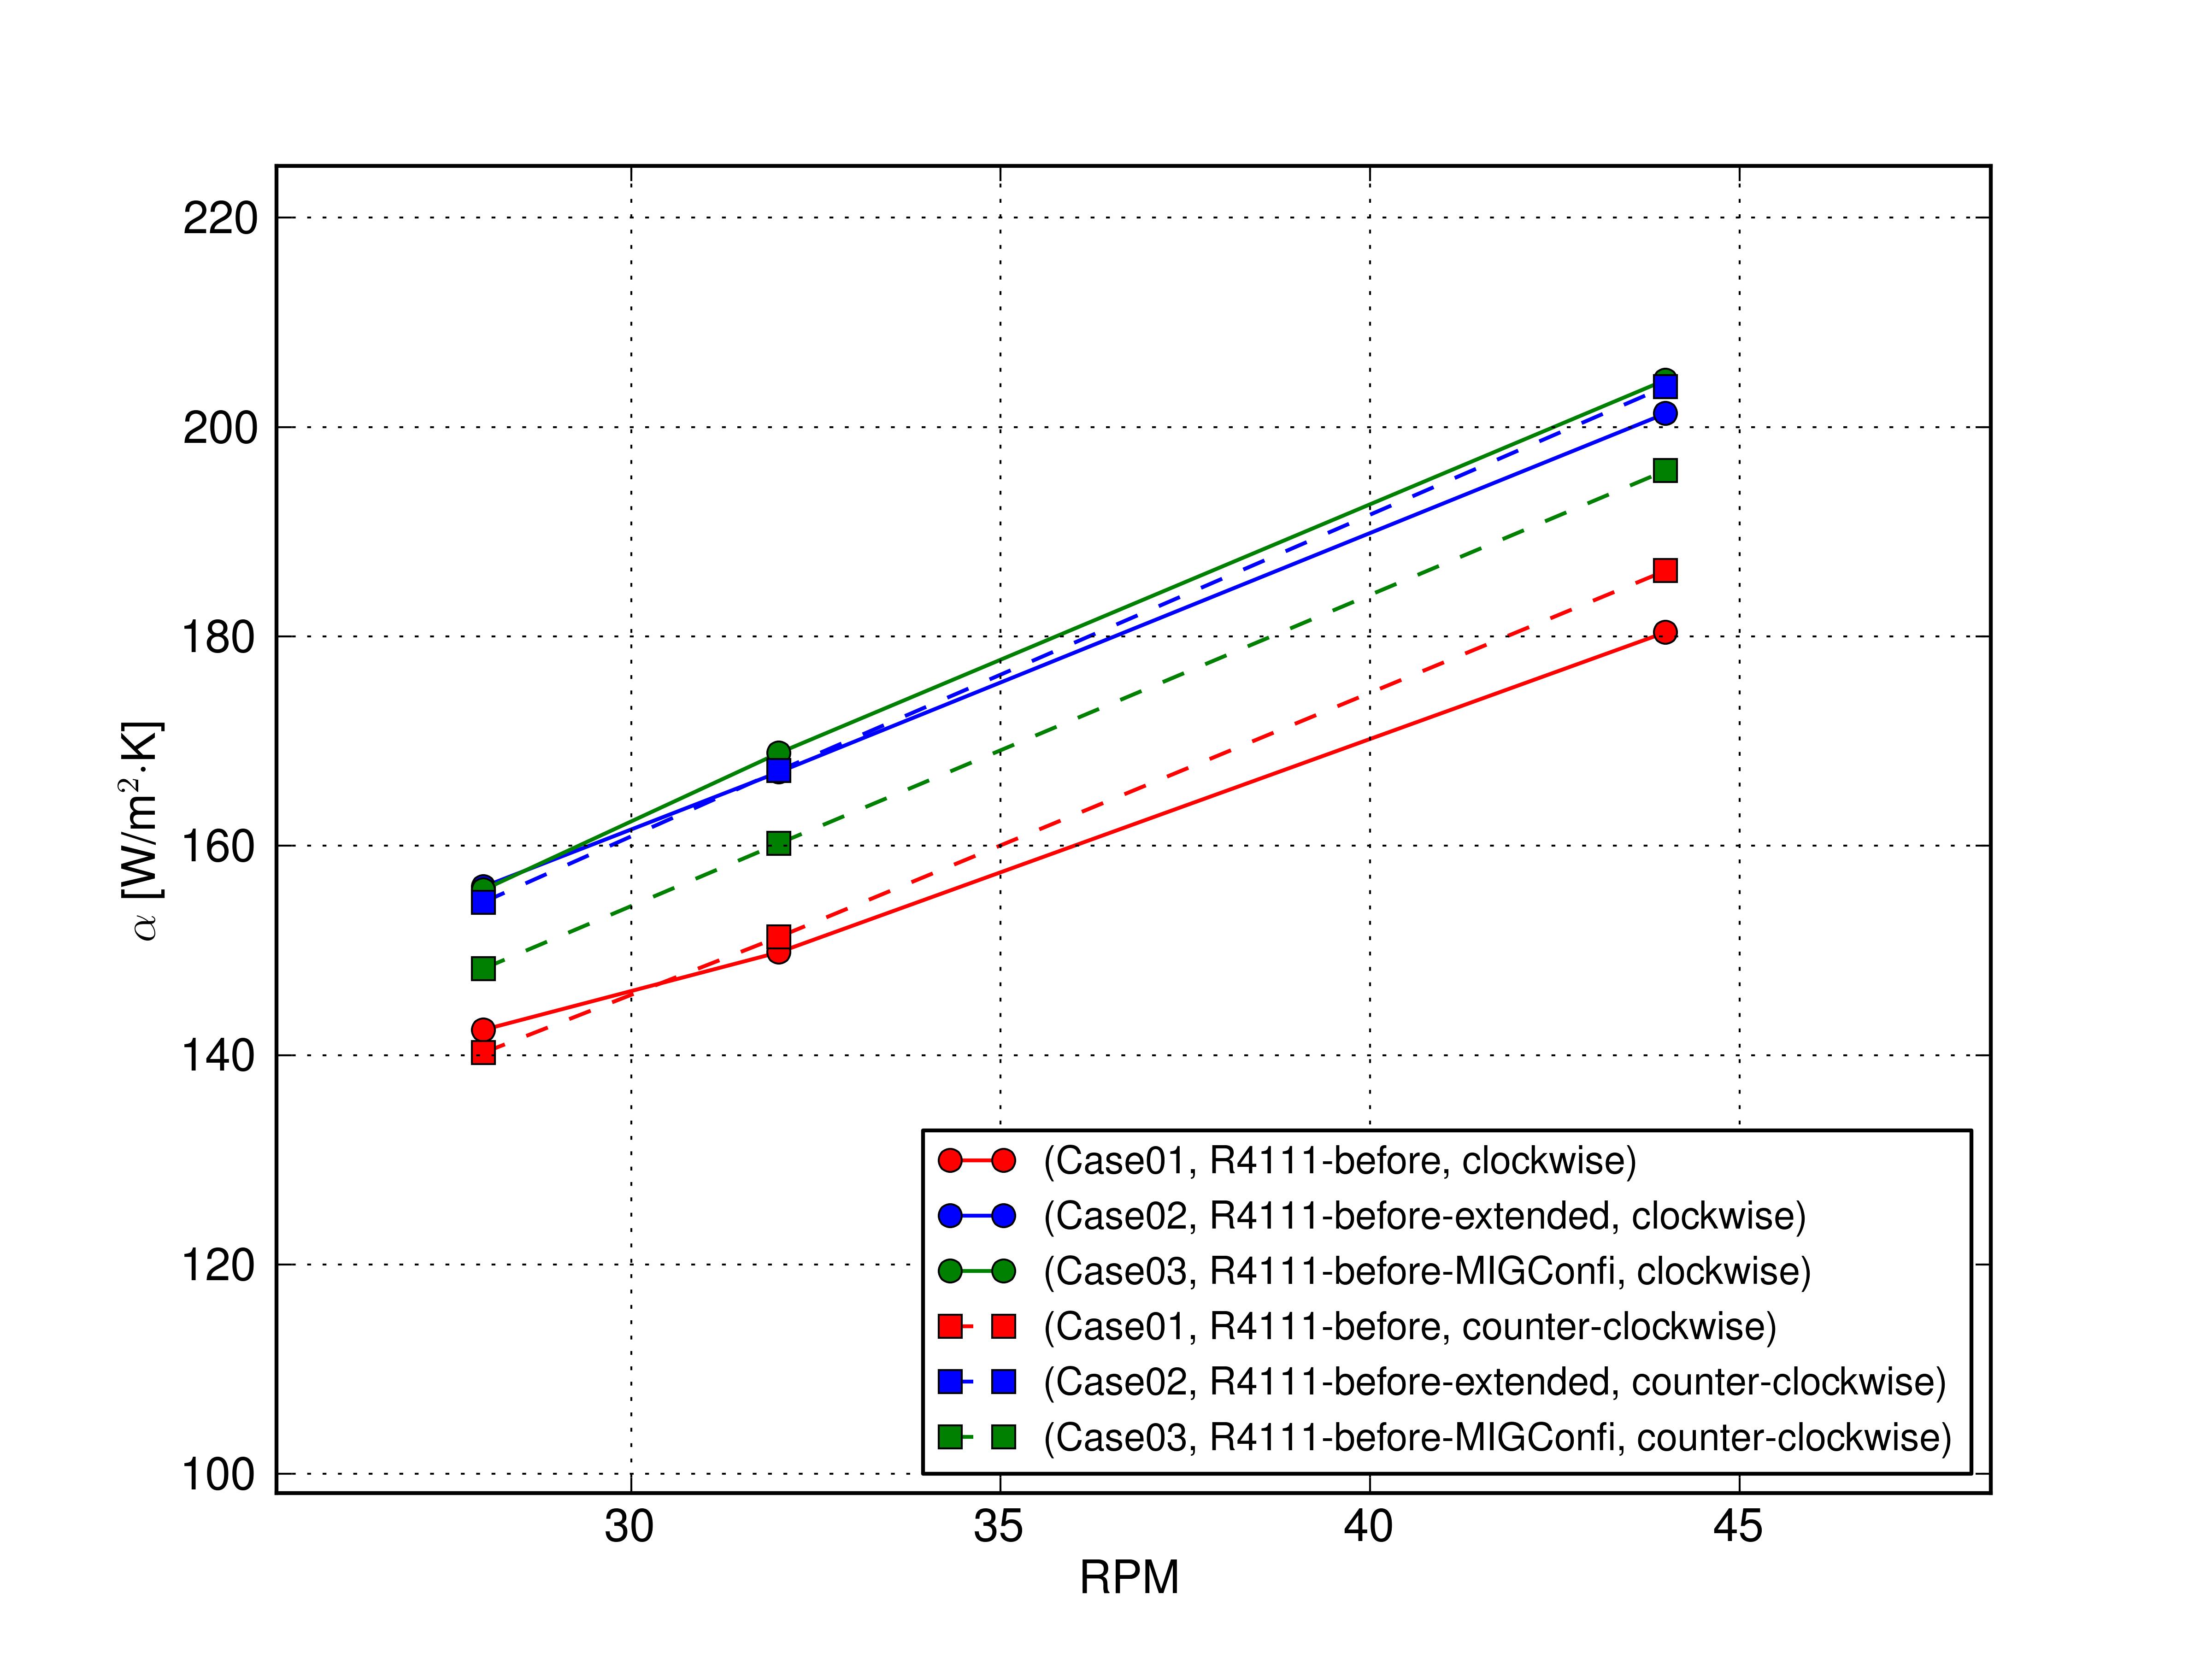 220
200
180
160
140
120
100
α [W/m²·K]
30 35 40 45
RPM
(Case01, R4111-before, clockwise)
(Case02, R4111-before-extended, clockwise)
(Case03, R4111-before-MIGConfi, clockwise)
(Case01, R4111-before, counter-clockwise)
(Case02, R4111-before-extended, counter-clockwise)
(Case03, R4111-before-MIGConfi, counter-clockwise)